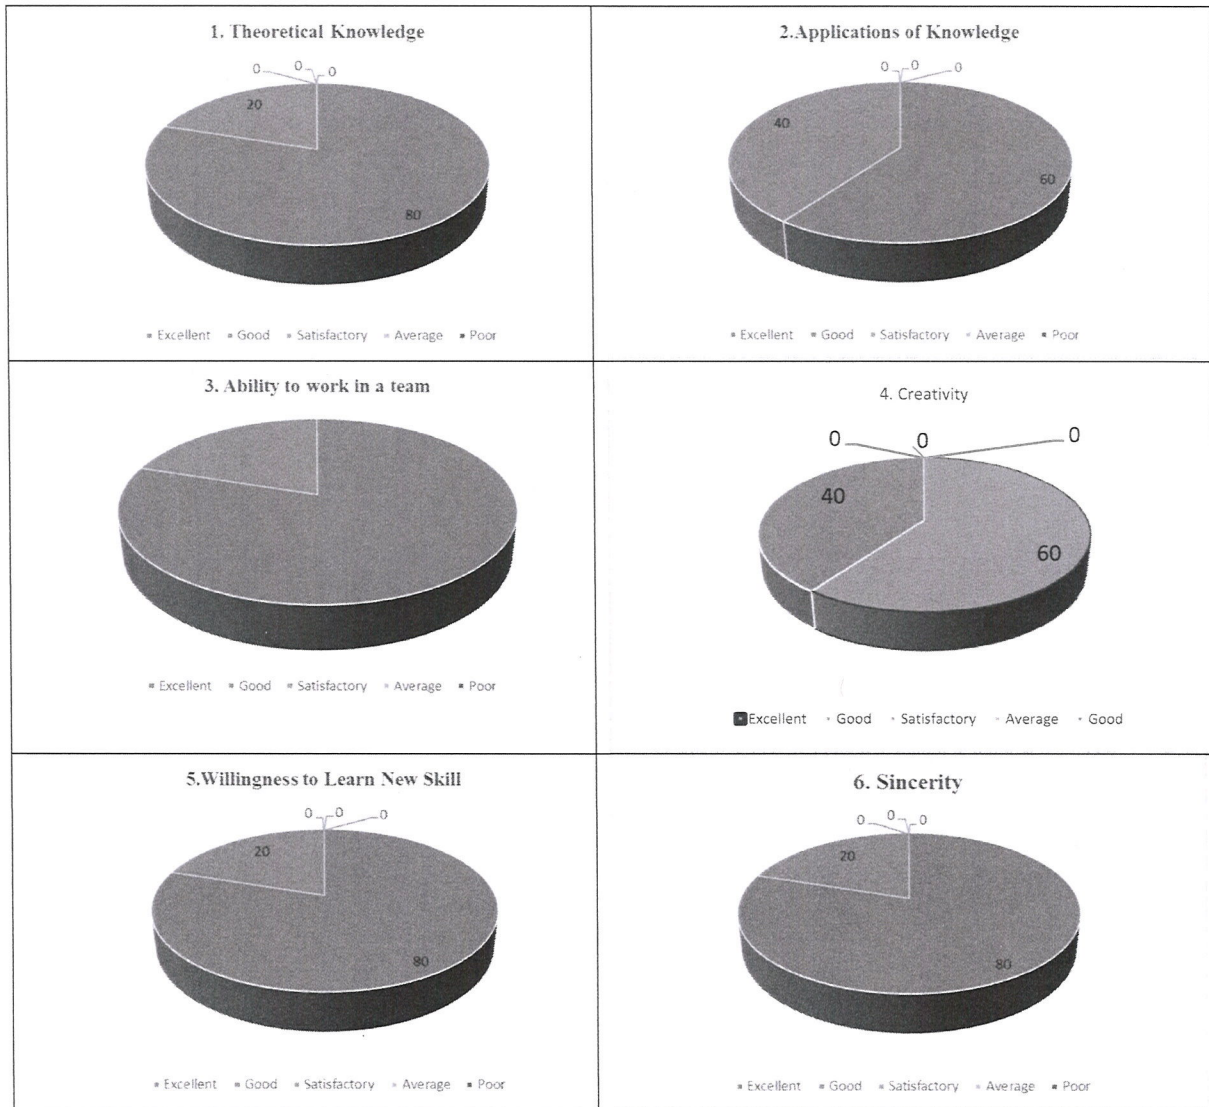 1. Theoretical Knowledge
0 0 0
20
80
Excellent Good Satisfactory Average Poor
2.Applications of Knowledge
0 0 0
40
60
Excellent Good Satisfactory Average Poor
3. Ability to work in a team
Excellent Good Satisfactory Average Poor
4. Creativity
0 0 0
40
60
Excellent Good Satisfactory Average Good
5.Willingness to Learn New Skill
0 0 0
20
80
Excellent Good Satisfactory Average Poor
6. Sincerity
0 0 0
20
80
Excellent Good Satisfactory Average Poor